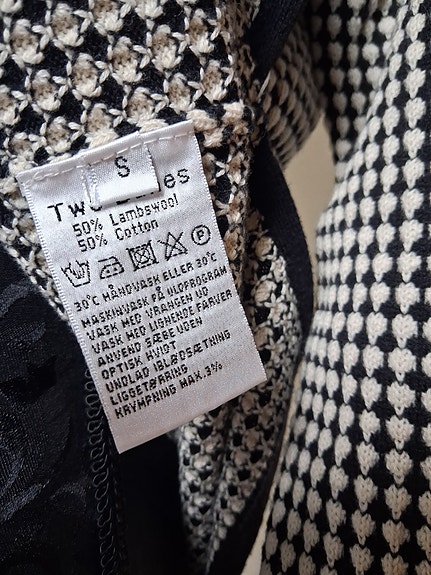 S
Tw es
50% Lambswool
50% Cotton
P
30°C HÅNDVASK ELLER 30°C
MASKINVASK PÅ ULDPROGRAM
VASK MED VRANGEN UD
VASK MED LIGNENDE FARVER
ANVEND SÆBE UDEN
OPTISK HVIDT
UNDLAD IBLØDSÆTNING
LIGGETØRRING
KRYMPNING MAX.3%